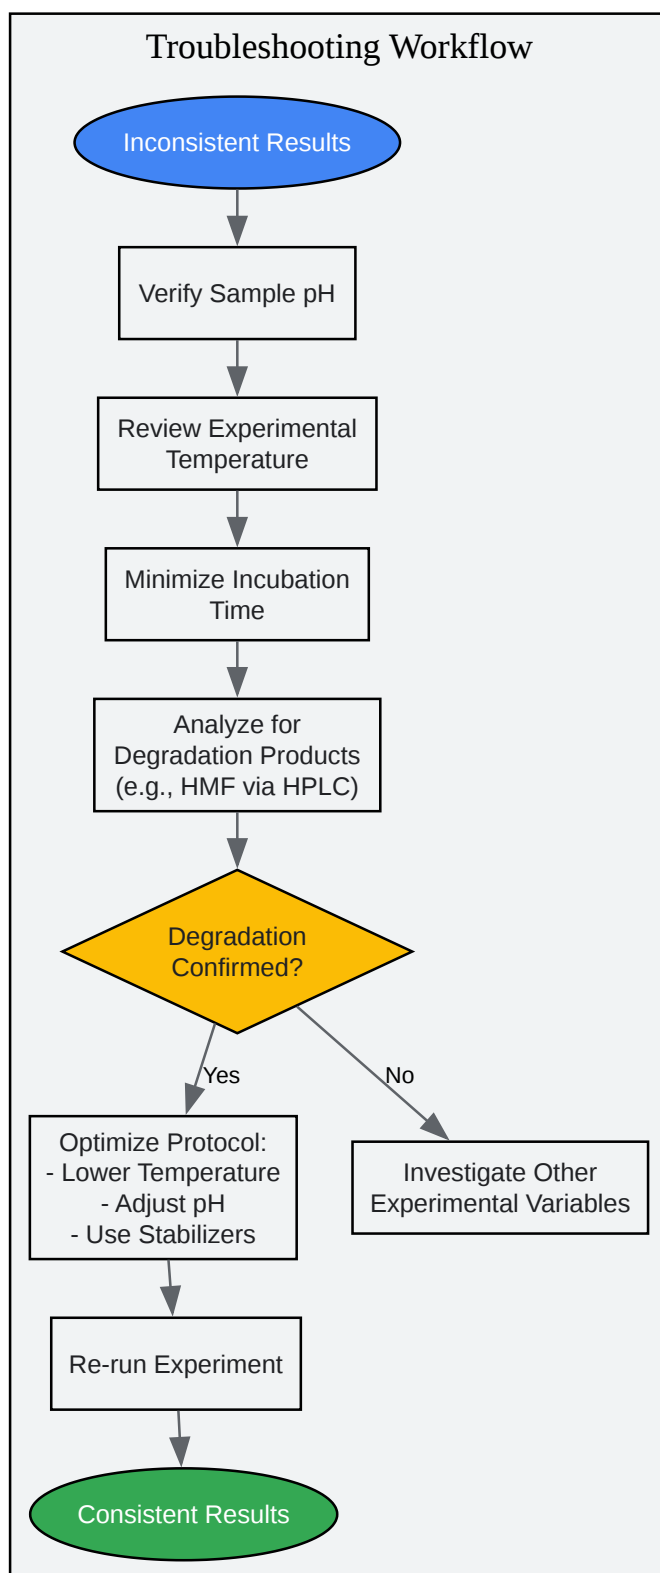 Troubleshooting Workflow
Inconsistent Results
Verify Sample pH
Review Experimental
Temperature
Minimize Incubation
Time
Analyze for
Degradation Products
(e.g., HMF via HPLC)
Degradation
Confirmed?
Yes
No
Optimize Protocol:
- Lower Temperature
- Adjust pH
- Use Stabilizers
Investigate Other
Experimental Variables
Re-run Experiment
Consistent Results